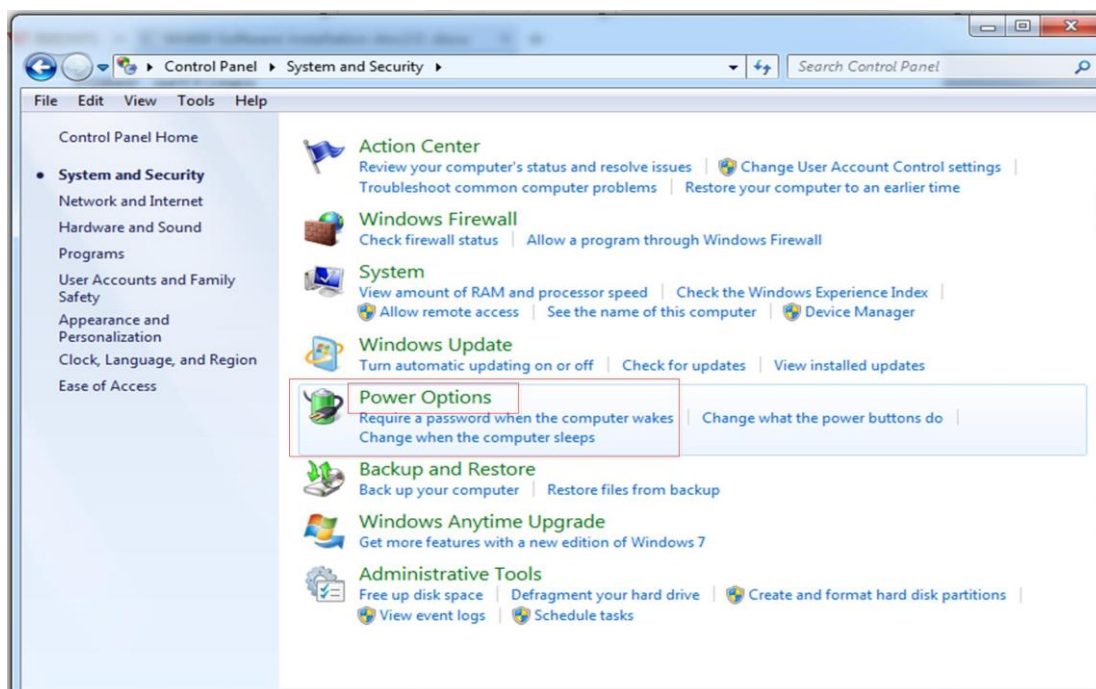 Control Panel System and Security Search Control Panel
File Edit View Tools Help
Control Panel Home
System and Security
Network and Internet
Hardware and Sound
Programs
User Accounts and Family
Safety
Appearance and
Personalization
Clock, Language, and Region
Ease of Access
Action Center
Review your computer's status and resolve issues Change User Account Control settings
Troubleshoot common computer problems Restore your computer to an earlier time
Windows Firewall
Check firewall status Allow a program through Windows Firewall
System
View amount of RAM and processor speed Check the Windows Experience Index
Allow remote access See the name of this computer Device Manager
Windows Update
Turn automatic updating on or off Check for updates View installed updates
Power Options
Require a password when the computer wakes Change what the power buttons do
Change when the computer sleeps
Backup and Restore
Back up your computer Restore files from backup
Windows Anytime Upgrade
Get more features with a new edition of Windows 7
Administrative Tools
Free up disk space Defragment your hard drive Create and format hard disk partitions
View event logs Schedule tasks